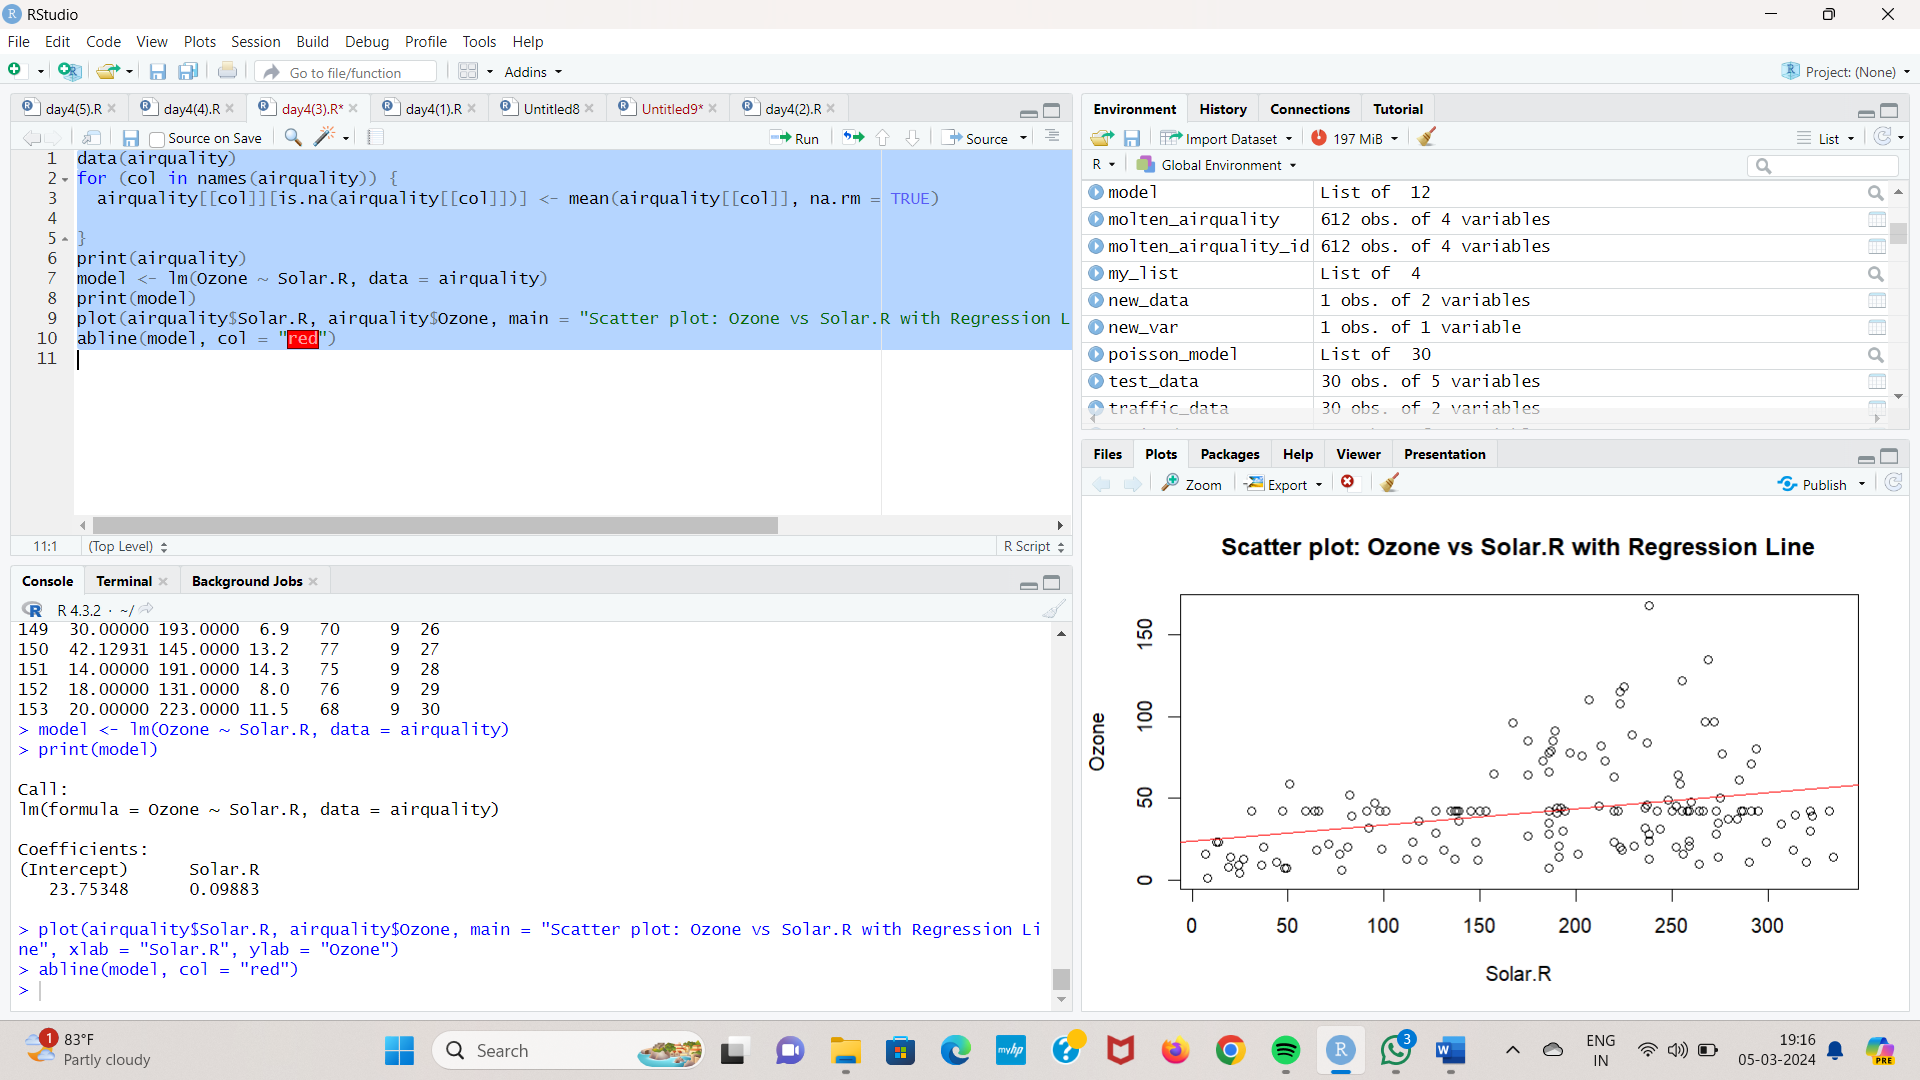 RStudio
File Edit Code View Plots Session Build Debug Profile Tools Help
Go to file/function Addins Project: (None)
day4(5).R day4(4).R day4(3).R* day4(1).R Untitled8 Untitled9* day4(2).R
Source on Save Run Source
1 data(airquality)
2 for (col in names(airquality)) {
3 airquality[[col]][is.na(airquality[[col]])] <- mean(airquality[[col]], na.rm = TRUE)
4
5 }
6 print(airquality)
7 model <- lm(Ozone ~ Solar.R, data = airquality)
8 print(model)
9 plot(airquality$Solar.R, airquality$Ozone, main = "Scatter plot: Ozone vs Solar.R with Regression L
10 abline(model, col = "red")
11
11:1 (Top Level) R Script
Console Terminal Background Jobs
R 4.3.2 · ~/
149 30.00000 193.0000 6.9 70 9 26
150 42.12931 145.0000 13.2 77 9 27
151 14.00000 191.0000 14.3 75 9 28
152 18.00000 131.0000 8.0 76 9 29
153 20.00000 223.0000 11.5 68 9 30
> model <- lm(Ozone ~ Solar.R, data = airquality)
> print(model)
Call:
lm(formula = Ozone ~ Solar.R, data = airquality)
Coefficients:
(Intercept) Solar.R
23.75348 0.09883
> plot(airquality$Solar.R, airquality$Ozone, main = "Scatter plot: Ozone vs Solar.R with Regression Li
ne", xlab = "Solar.R", ylab = "Ozone")
> abline(model, col = "red")
>
Environment History Connections Tutorial
Import Dataset 197 MiB List
R Global Environment
model List of 12
molten_airquality 612 obs. of 4 variables
molten_airquality_id 612 obs. of 4 variables
my_list List of 4
new_data 1 obs. of 2 variables
new_var 1 obs. of 1 variable
poisson_model List of 30
test_data 30 obs. of 5 variables
traffic_data 30 obs. of 2 variables
Files Plots Packages Help Viewer Presentation
Zoom Export Publish
Scatter plot: Ozone vs Solar.R with Regression Line
Ozone
150
100
50
0
0 50 100 150 200 250 300
Solar.R
1 83°F
Partly cloudy
Search
myhp
R
3
W
ENG
IN
19:16
05-03-2024
PRE